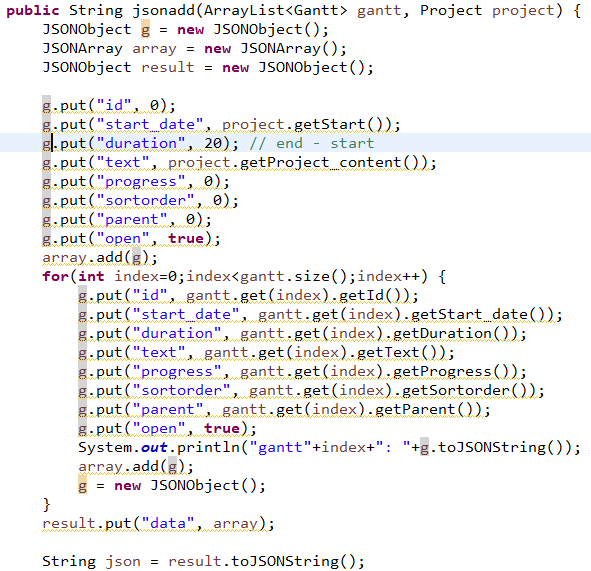 public String jsonadd(ArrayList<Gantt> gantt, Project project) {
    JSONObject g = new JSONObject();
    JSONArray array = new JSONArray();
    JSONObject result = new JSONObject();

    g.put("id", 0);
    g.put("start_date", project.getStart());
    g.put("duration", 20); // end - start
    g.put("text", project.getProject_content());
    g.put("progress", 0);
    g.put("sortorder", 0);
    g.put("parent", 0);
    g.put("open", true);
    array.add(g);
    for(int index=0;index<gantt.size();index++) {
        g.put("id", gantt.get(index).getId());
        g.put("start_date", gantt.get(index).getStart_date());
        g.put("duration", gantt.get(index).getDuration());
        g.put("text", gantt.get(index).getText());
        g.put("progress", gantt.get(index).getProgress());
        g.put("sortorder", gantt.get(index).getSortorder());
        g.put("parent", gantt.get(index).getParent());
        g.put("open", true);
        System.out.println("gantt"+index+": "+g.toJSONString());
        array.add(g);
        g = new JSONObject();
    }
    result.put("data", array);

    String json = result.toJSONString();